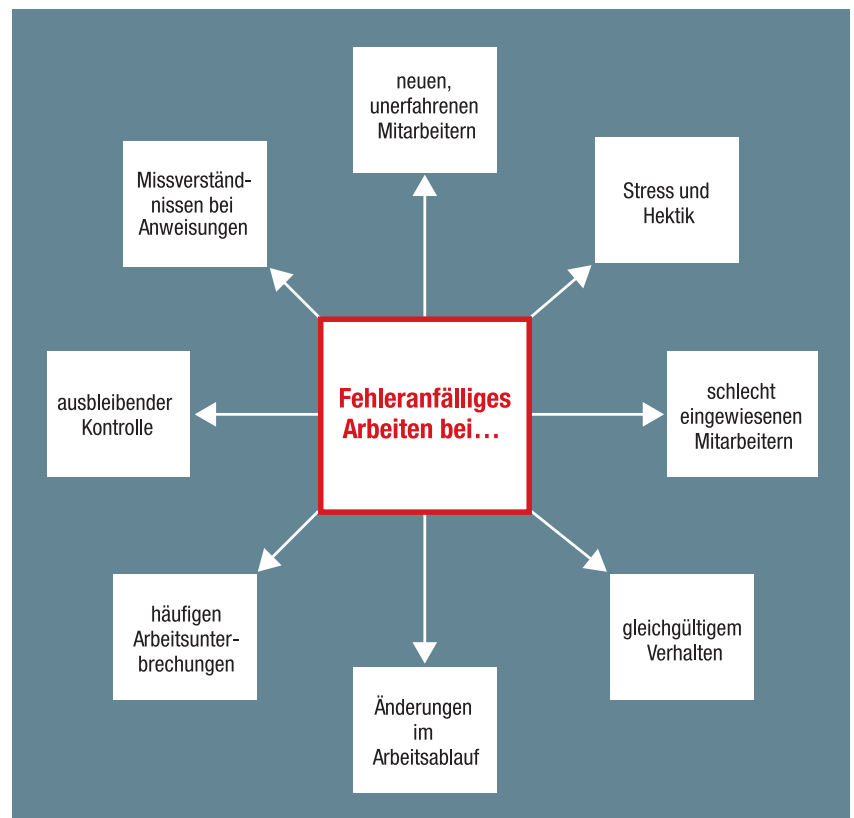 neuen,
unerfahrenen
Mitarbeitern
Stress und
Hektik
Missverständ-
nissen bei
Anweisungen
Fehleranfälliges
Arbeiten bei...
ausbleibender
Kontrolle
schlecht
eingewiesenen
Mitarbeitern
häufigen
Arbeitsunter-
brechungen
gleichgültigem
Verhalten
Änderungen
im
Arbeitsablauf